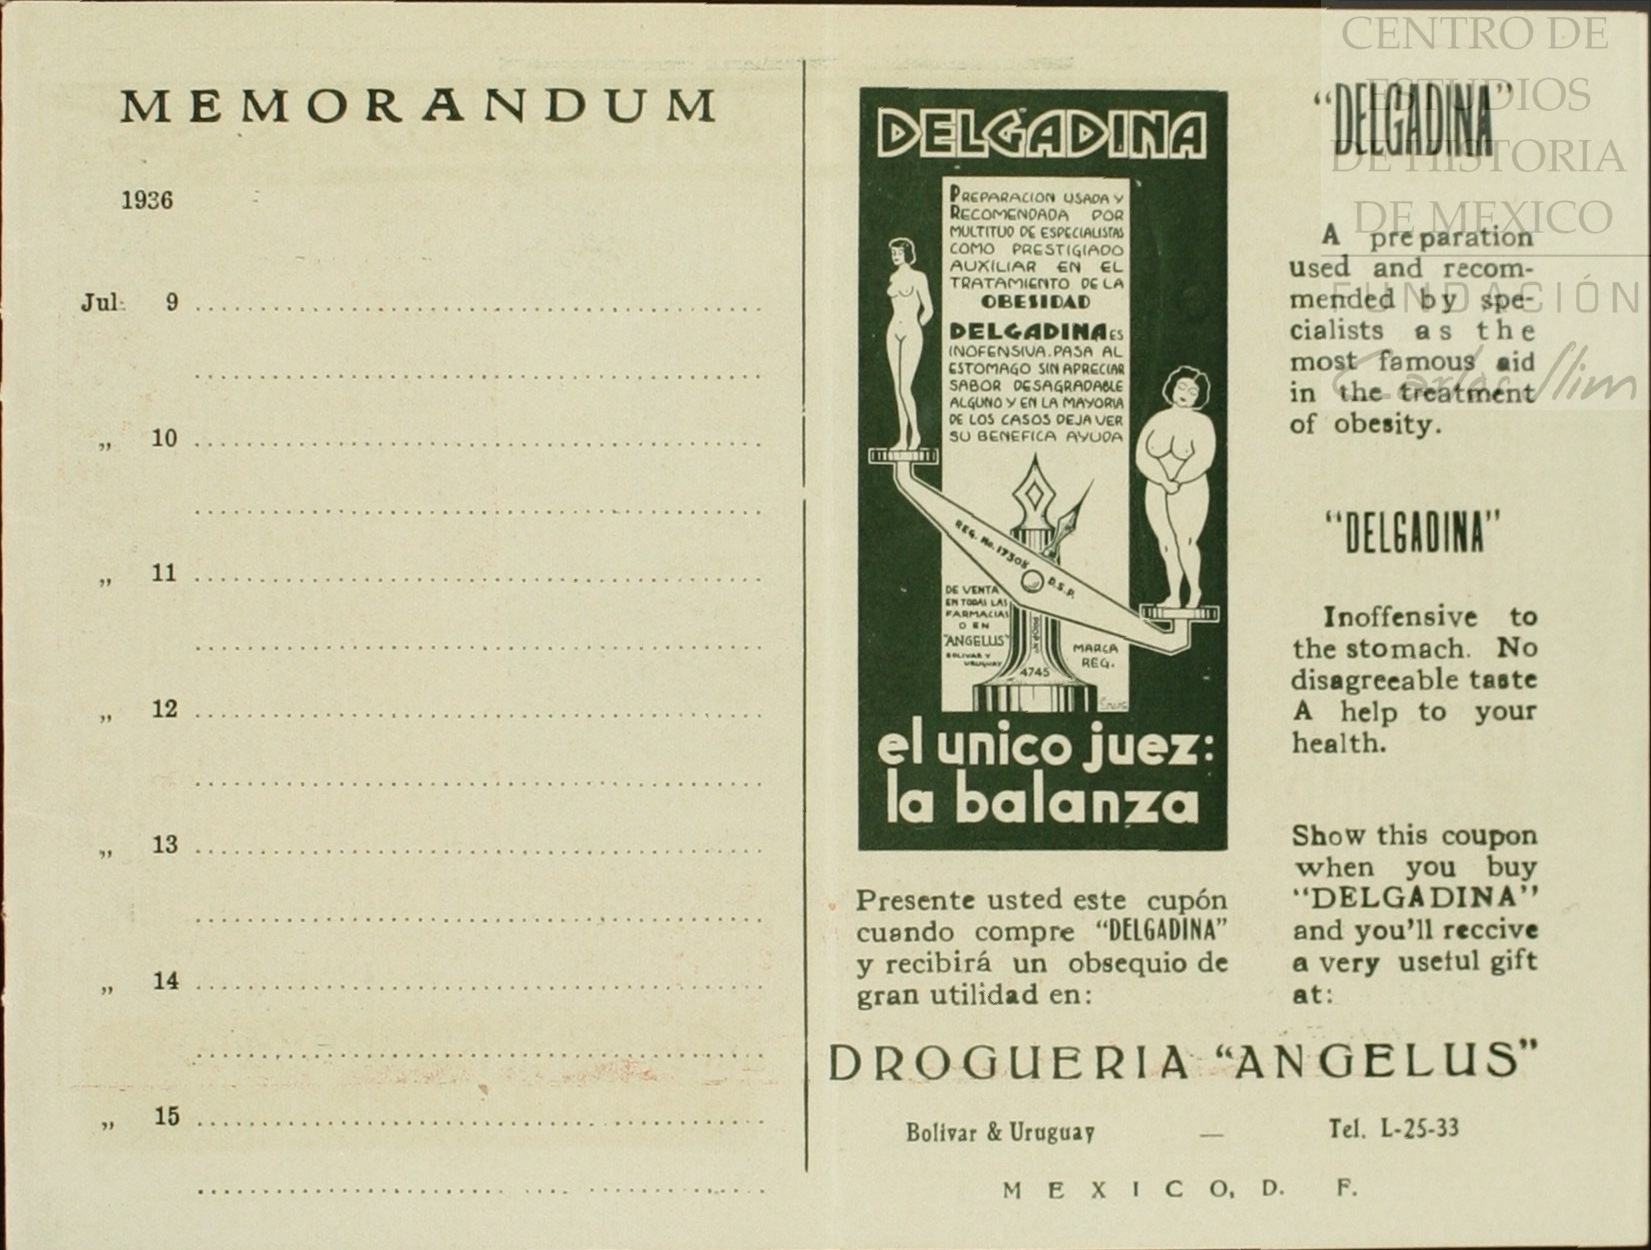 MEMORANDUM
1936
Jul. 9
„ 10
„ 11
„ 12
„ 13
„ 14
„ 15
DELGADINA
PREPARACION USADA Y
RECOMENDADA POR
MULTITUD DE ESPECIALISTAS
COMO PRESTIGIADO
AUXILIAR EN EL
TRATAMIENTO DE LA
OBESIDAD
DELGADINA ES
INOFENSIVA. PASA AL
ESTOMAGO SIN APRECIAR
SABOR DESAGRADABLE
ALGUNO Y EN LA MAYORIA
DE LOS CASOS DEJA VER
SU BENEFICA AYUDA
REG. No. 17308 D.S.P.
DE VENTA
EN TODAS LAS
FARMACIAS
O EN
"ANGELUS"
BOLIVAR Y
URUGUAY
PROP. Nº
4745
MARCA
REG.
el unico juez:
la balanza
Presente usted este cupón
cuando compre "DELGADINA"
y recibirá un obsequio de
gran utilidad en:
"DELGADINA"
A preparation
used and recom-
mended by spe-
cialists as the
most famous aid
in the treatment
of obesity.
"DELGADINA"
Inoffensive to
the stomach. No
disagreeable taste
A help to your
health.
Show this coupon
when you buy
"DELGADINA"
and you'll reccive
a very useful gift
at:
DROGUERIA "ANGELUS"
Bolivar & Uruguay — Tel. L-25-33
MEXICO, D. F.
CENTRO DE
ESTUDIOS
DE HISTORIA
DE MEXICO
FUNDACIÓN
Carlos Slim